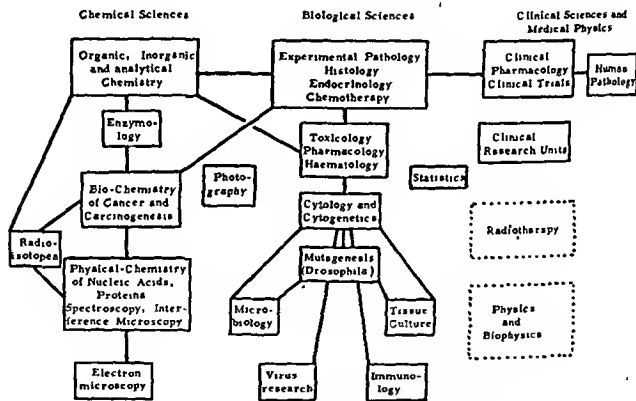 Chemical Sciences
Biological Sciences
Clinical Sciences and
Medical Physics
Organic, Inorganic
and analytical
Chemistry
Experimental Pathology
Histology
Endocrinology
Chemotherapy
Clinical
Pharmacology
Clinical Trials
Human
Pathology
Enzymo-
logy
Toxicology
Pharmacology
Haematology
Clinical
Research Units
Bio-Chemistry
of Cancer and
Carcinogenesis
Photo-
graphy
Statistics
Cytology and
Cytogenetics
Radio-
isotopes
Radiotherapy
Mutagenesis
(Drosophila)
Physical-Chemistry
of Nucleic Acids,
Proteins
Spectroscopy, Inter-
ference Microscopy
Micro-
biology
Tissue
Culture
Physics
and
Biophysics
Electron
microscopy
Virus
research
Immuno-
logy